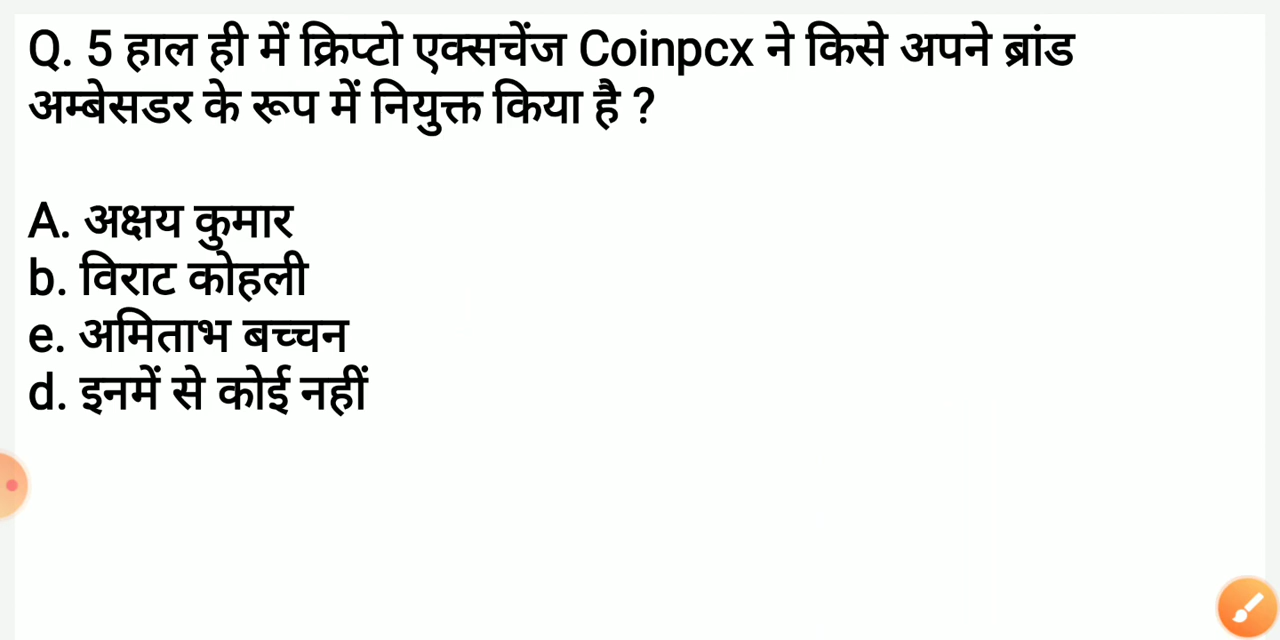 Q. 5 हाल ही में क्रिप्टो एक्सचेंज Coinpcx ने किसे अपने ब्रांड
अम्बेसडर के रूप में नियुक्त किया है ?
A. अक्षय कुमार
b. विराट कोहली
e. अमिताभ बच्चन
d. इनमें से कोई नहीं